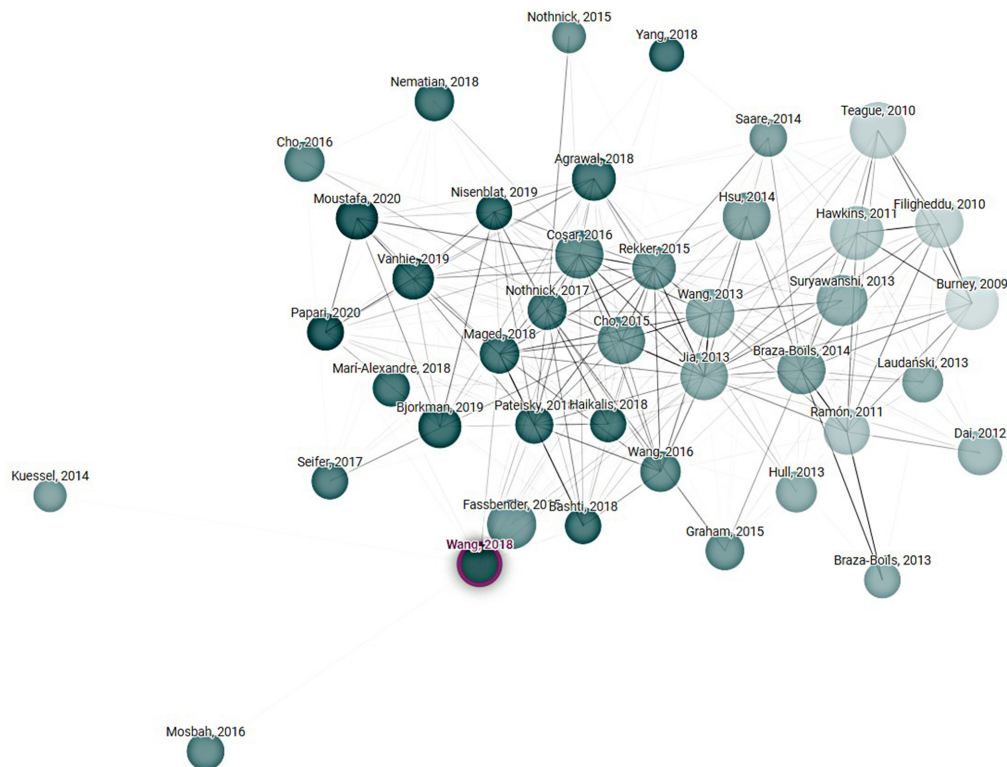 Nothnick, 2015
Yang, 2018
Nematian, 2018
Teague, 2010
Saare, 2014
Cho, 2016
Agrawal, 2018
Nisenblat, 2019
Moustafa, 2020
Hsu, 2014
Filigheddu, 2010
Hawkins, 2011
Coşar, 2016
Rekker, 2015
Vanhie, 2019
Suryawanshi, 2013
Burney, 2009
Nothnick, 2017
Wang, 2013
Papari, 2020
Cho, 2015
Maged, 2018
Braza-Boïls, 2014
Jia, 2013
Laudański, 2013
Marí-Alexandre, 2018
Bjorkman, 2019
Pateisky, 201
Haikalis, 2018
Ramón, 2011
Dai, 2012
Seifer, 2017
Wang, 2016
Hull, 2013
Kuessel, 2014
Fassbender, 2015
Bashti, 2018
Graham, 2015
Wang, 2018
Braza-Boïls, 2013
Mosbah, 2016